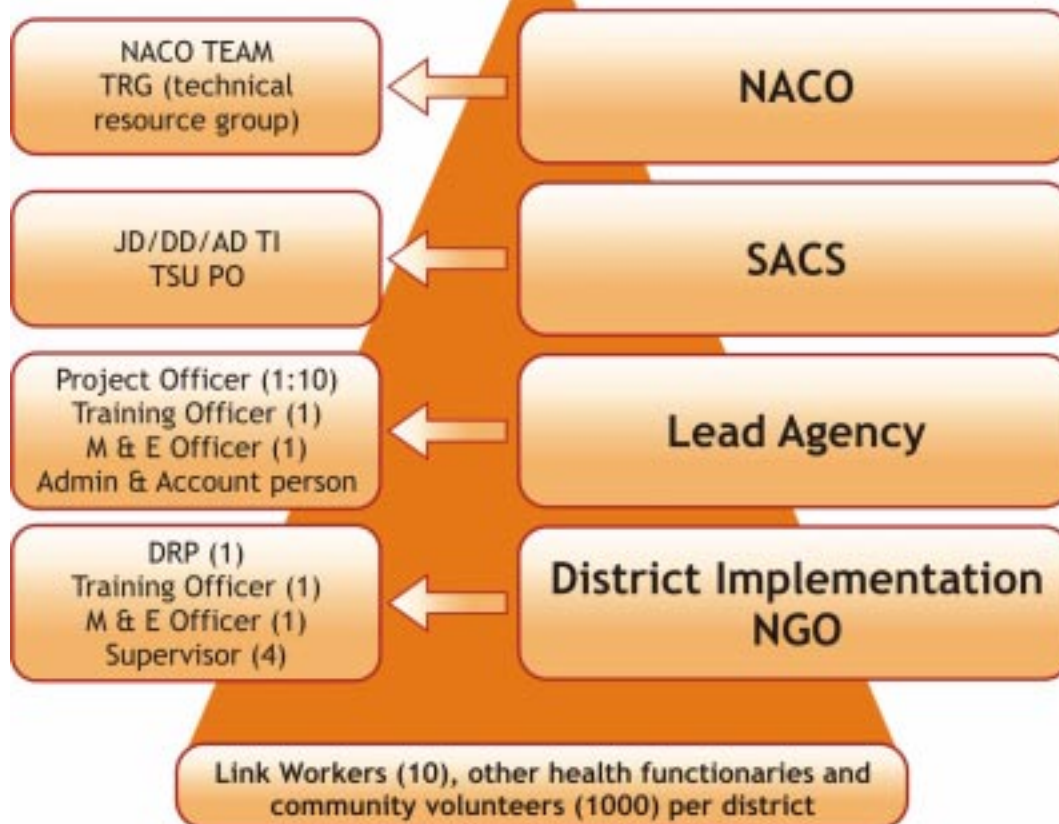 NACO TEAM
TRG (technical
resource group)
NACO
JD/DD/AD TI
TSU PO
SACS
Project Officer (1:10)
Training Officer (1)
M & E Officer (1)
Admin & Account person
Lead Agency
DRP (1)
Training Officer (1)
M & E Officer (1)
Supervisor (4)
District Implementation
NGO
Link Workers (10), other health functionaries and
community volunteers (1000) per district